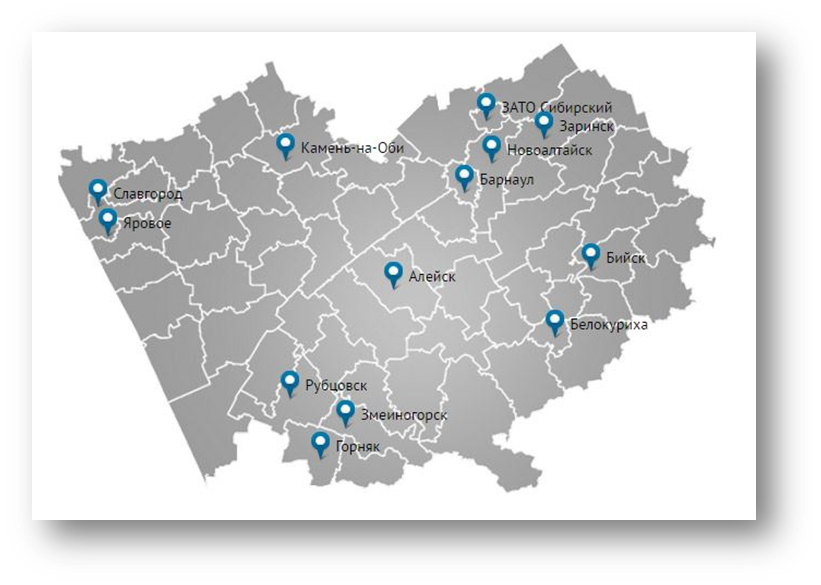 ЗАТО Сибирский
Заринск
Камень-на-Оби
Новоалтайск
Барнаул
Славгород
Яровое
Бийск
Алейск
Белокуриха
Рубцовск
Змеиногорск
Горняк